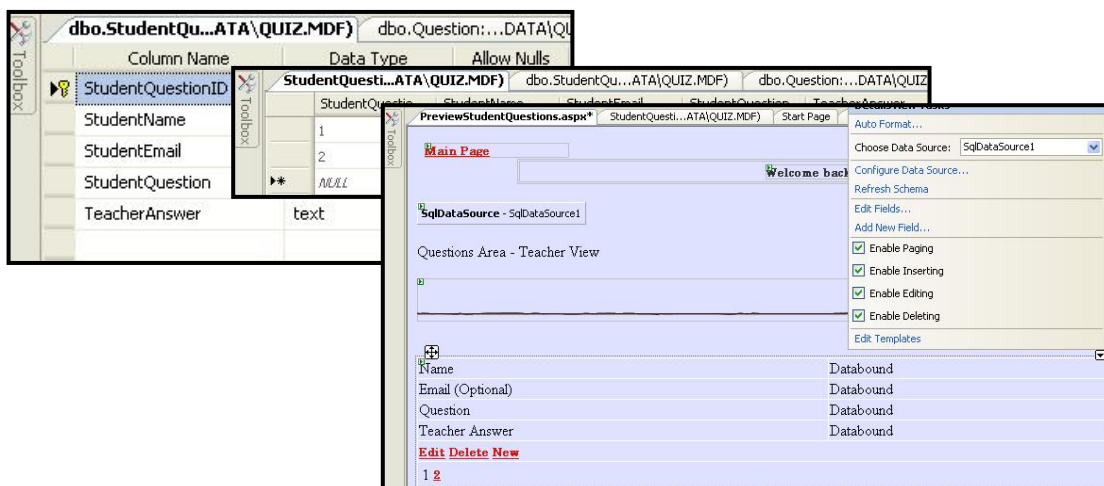 dbo.StudentQu...ATA\QUIZ.MDF) dbo.Question:...DATA\QU
Toolbox
Column Name Data Type Allow Nulls
StudentQuestionID
StudentName
StudentEmail
StudentQuestion
TeacherAnswer text
StudentQuesti...ATA\QUIZ.MDF) dbo.StudentQu...ATA\QUIZ.MDF) dbo.Question:...DATA\QUIZ
Toolbox
StudentQuestio StudentName StudentEmail StudentQuestion TeacherAnswer
1
2
NULL
PreviewStudentQuestions.aspx* StudentQuesti...ATA\QUIZ.MDF) Start Page
Toolbox
Main Page
Welcome back
SqlDataSource - SqlDataSource1
Questions Area - Teacher View
Name Databound
Email (Optional) Databound
Question Databound
Teacher Answer Databound
Edit Delete New
1 2
DetailsView Tasks
Auto Format...
Choose Data Source: SqlDataSource1
Configure Data Source...
Refresh Schema
Edit Fields...
Add New Field...
Enable Paging
Enable Inserting
Enable Editing
Enable Deleting
Edit Templates